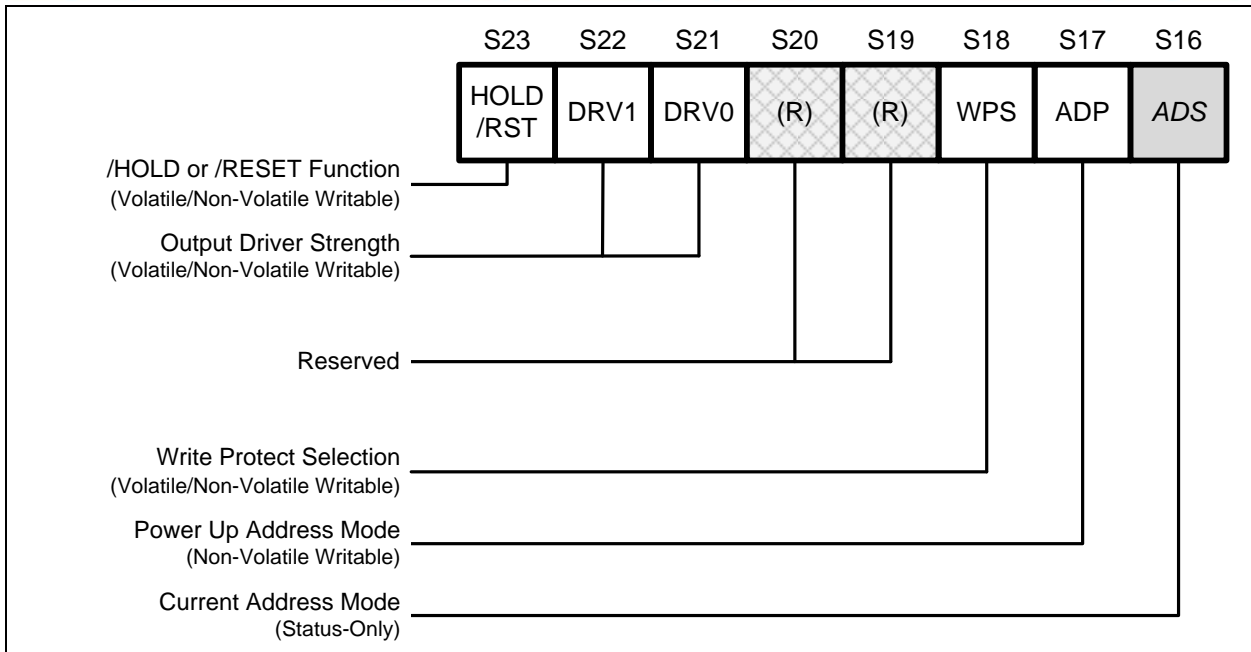 S23 S22 S21 S20 S19 S18 S17 S16
HOLD
/RST DRV1 DRV0 (R) (R) WPS ADP ADS
/HOLD or /RESET Function
(Volatile/Non-Volatile Writable)
Output Driver Strength
(Volatile/Non-Volatile Writable)
Reserved
Write Protect Selection
(Volatile/Non-Volatile Writable)
Power Up Address Mode
(Non-Volatile Writable)
Current Address Mode
(Status-Only)